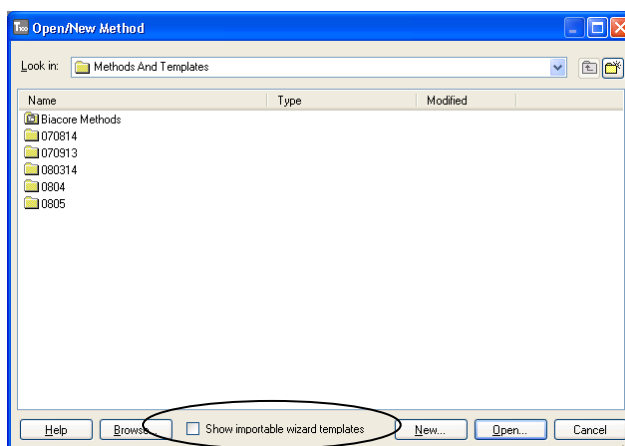 T100 Open/New Method
Look in: Methods And Templates
Name Type Modified
Biacore Methods
070814
070913
080314
0804
0805
Help Browse... Show importable wizard templates New... Open... Cancel